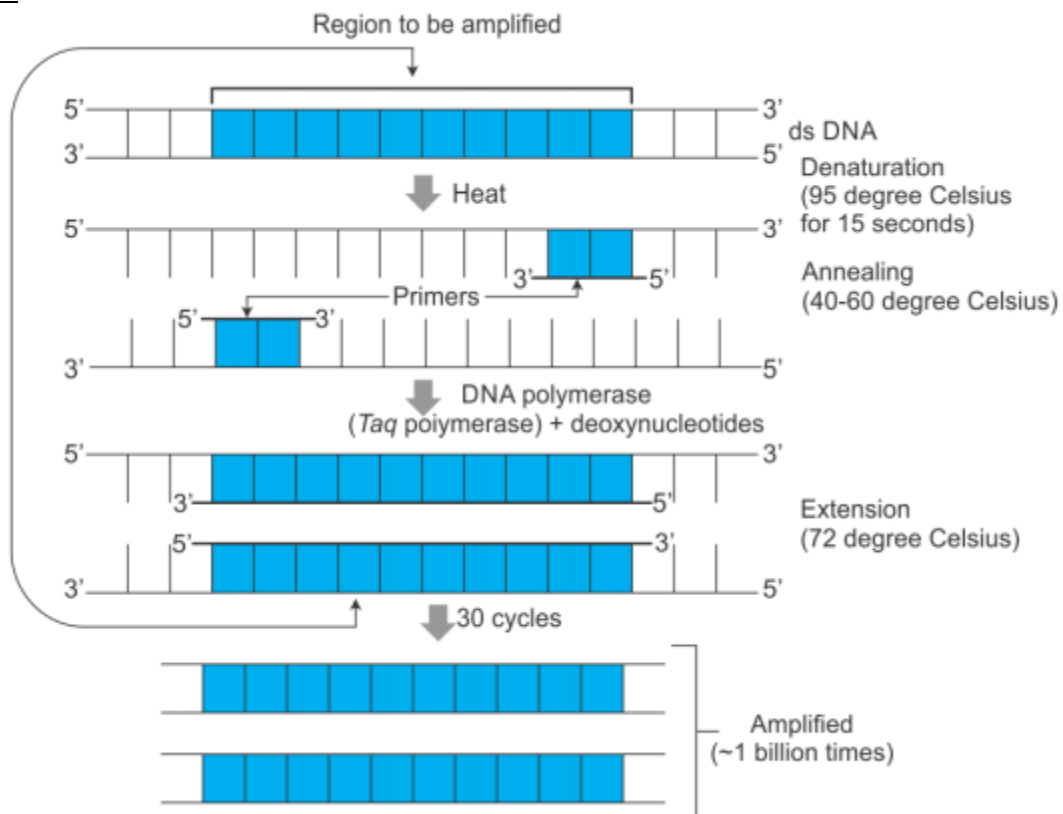 Region to be amplified
5’
3’
ds DNA
3’
5’
Denaturation
(95 degree Celsius
for 15 seconds)
Heat
5’
3’
3’
5’
Annealing
(40-60 degree Celsius)
Primers
5’
3’
3’
5’
DNA polymerase
(Taq poiymerase) + deoxynucleotides
5’
3’
3’
5’
Extension
(72 degree Celsius)
5’
3’
3’
5’
30 cycles
Amplified
(~1 billion times)